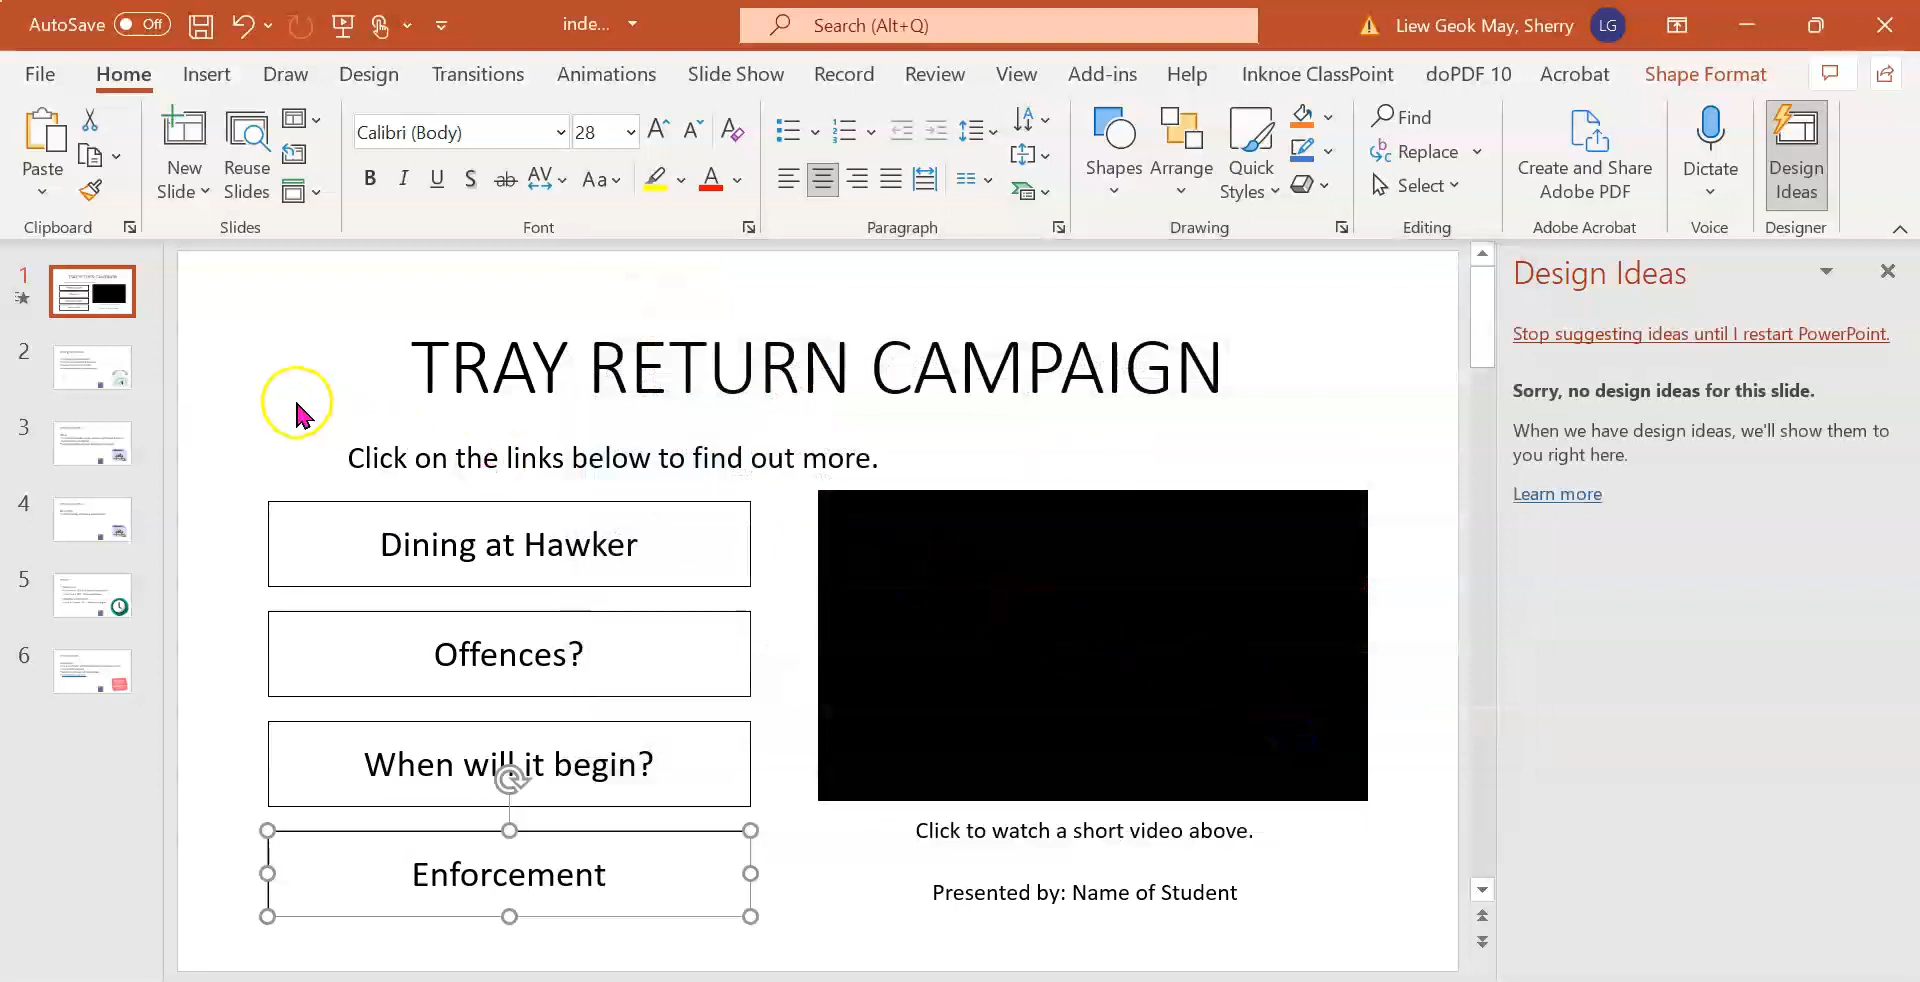 AutoSave Off
inde...
Search (Alt+Q)
Liew Geok May, Sherry LG
File Home Insert Draw Design Transitions Animations Slide Show Record Review View Add-ins Help Inknoe ClassPoint doPDF 10 Acrobat Shape Format
Paste
New
Slide
Reuse
Slides
Calibri (Body) 28
Shapes Arrange Quick
Styles
Find
Replace
Select
Create and Share
Adobe PDF
Dictate
Design
Ideas
Clipboard Slides Font Paragraph Drawing Editing Adobe Acrobat Voice Designer
1
2
3
4
5
6
TRAY RETURN CAMPAIGN
Click on the links below to find out more.
Dining at Hawker
Offences?
When will it begin?
Enforcement
Click to watch a short video above.
Presented by: Name of Student
Design Ideas
Stop suggesting ideas until I restart PowerPoint.
Sorry, no design ideas for this slide.
When we have design ideas, we'll show them to
you right here.
Learn more